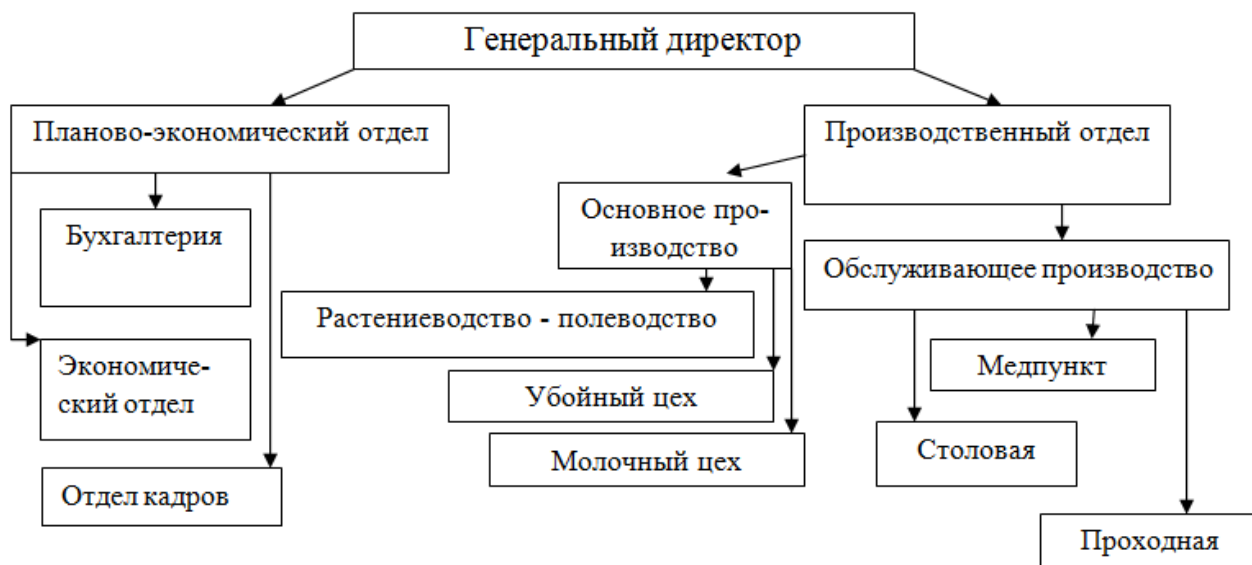 Генеральный директор
Планово-экономический отдел
Производственный отдел
Основное про-
изводство
Бухгалтерия
Обслуживающее производство
Растениеводство - полеводство
Экономиче-
ский отдел
Медпункт
Убойный цех
Столовая
Молочный цех
Отдел кадров
Проходная